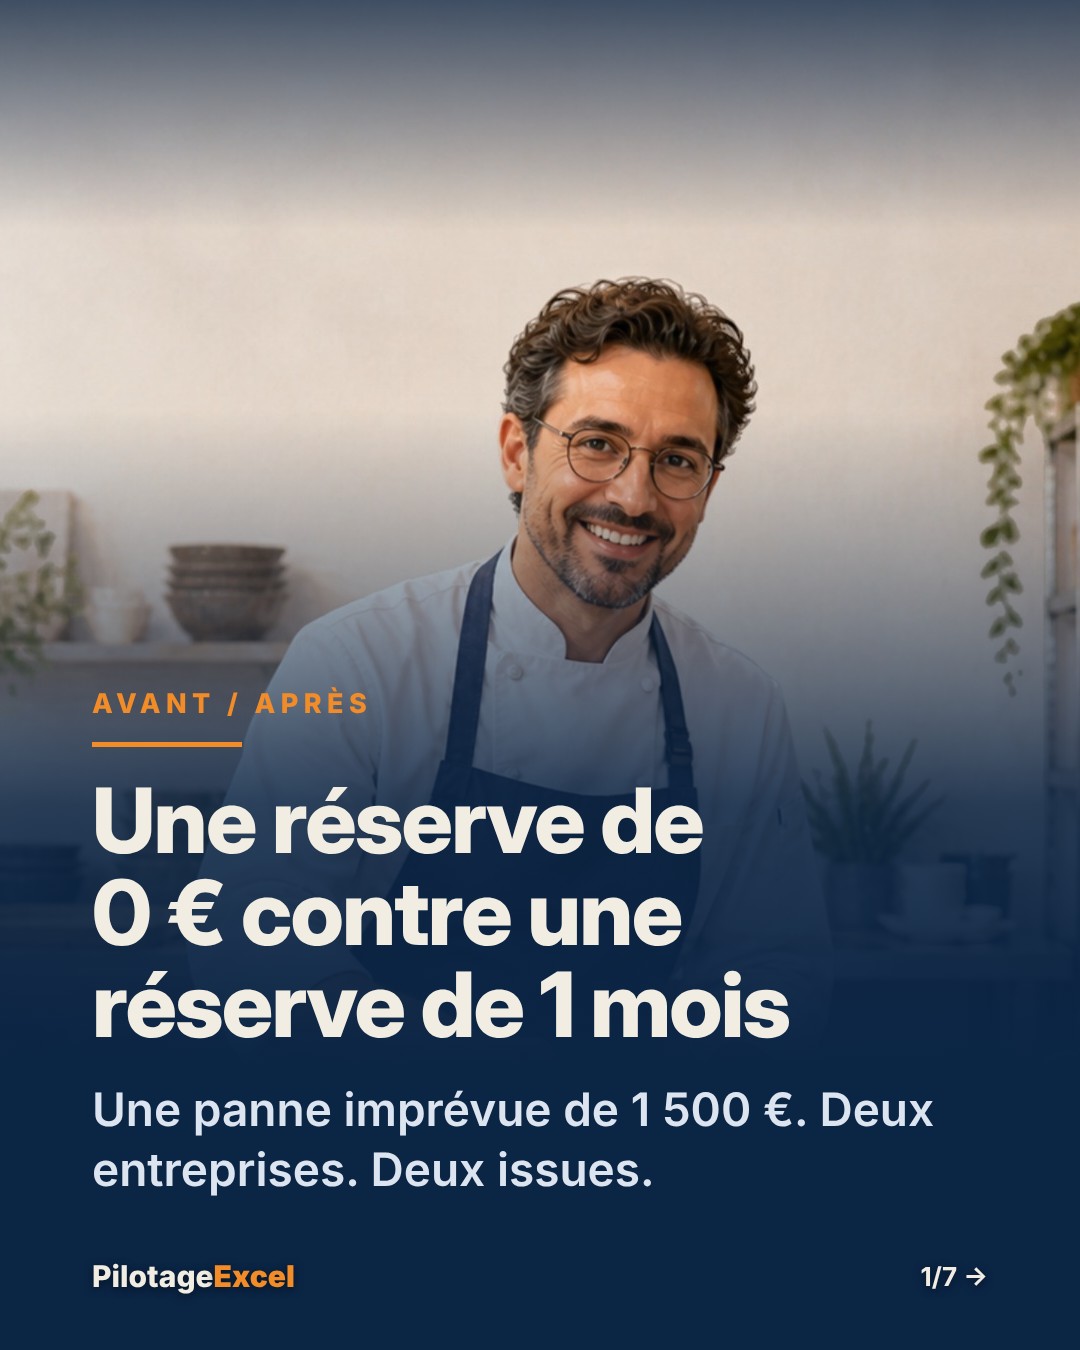 AVANT / APRÈS
Une réserve de
0 € contre une
réserve de 1 mois
Une panne imprévue de 1 500 €. Deux
entreprises. Deux issues.
PilotageExcel
1/7 →